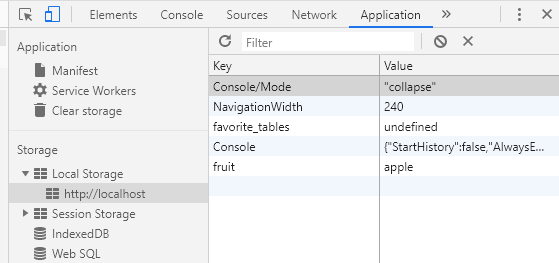 Elements Console Sources Network Application
Application
Manifest
Service Workers
Clear storage
Storage
Local Storage
http://localhost
Session Storage
IndexedDB
Web SQL
Filter
Key Value
Console/Mode "collapse"
NavigationWidth 240
favorite_tables undefined
Console {"StartHistory":false,"AlwaysE...
fruit apple